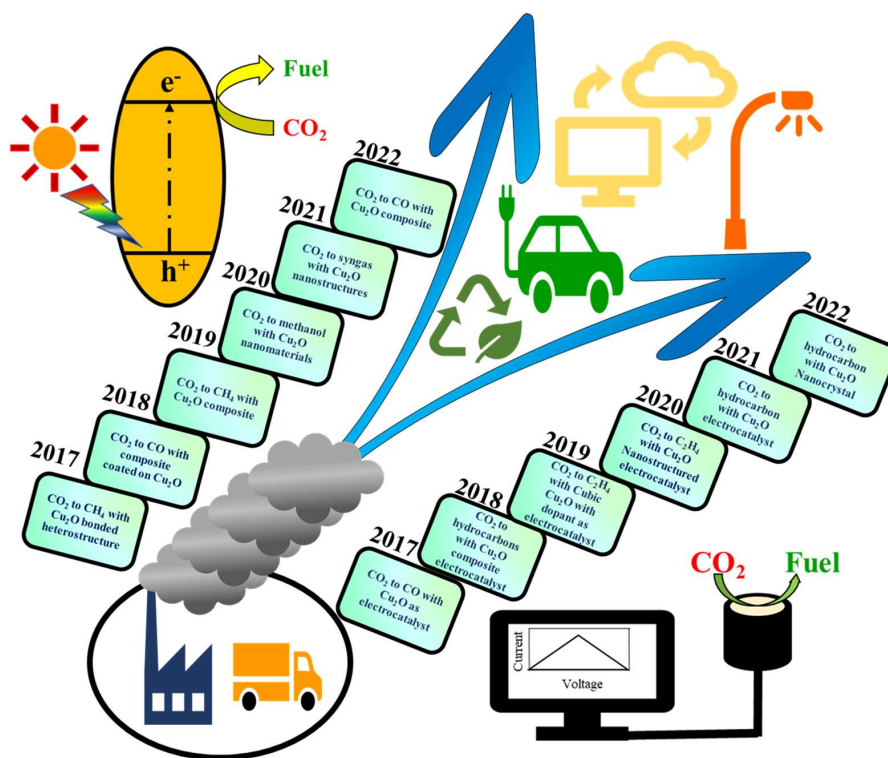 Fuel
e⁻
CO₂
h⁺
2022
CO₂ to CO with
Cu₂O composite
2021
CO₂ to syngas
with Cu₂O
nanostructures
2020
CO₂ to methanol
with Cu₂O
nanomaterials
2019
CO₂ to CH₄ with
Cu₂O composite
2018
CO₂ to CO with
composite
coated on Cu₂O
2017
CO₂ to CH₄ with
Cu₂O bonded
heterostructure
2022
CO₂ to
hydrocarbon
with Cu₂O
Nanocrystal
2021
CO₂ to
hydrocarbon
with Cu₂O
electrocatalyst
2020
CO₂ to C₂H₄
with Cu₂O
Nanostructured
electrocatalyst
2019
CO₂ to C₂H₄
with Cubic
Cu₂O with
dopant as
electrocatalyst
2018
CO₂ to
hydrocarbons
with Cu₂O
composite
electrocatalyst
2017
CO₂ to CO with
Cu₂O as
electrocatalyst
CO₂ Fuel
Current
Voltage